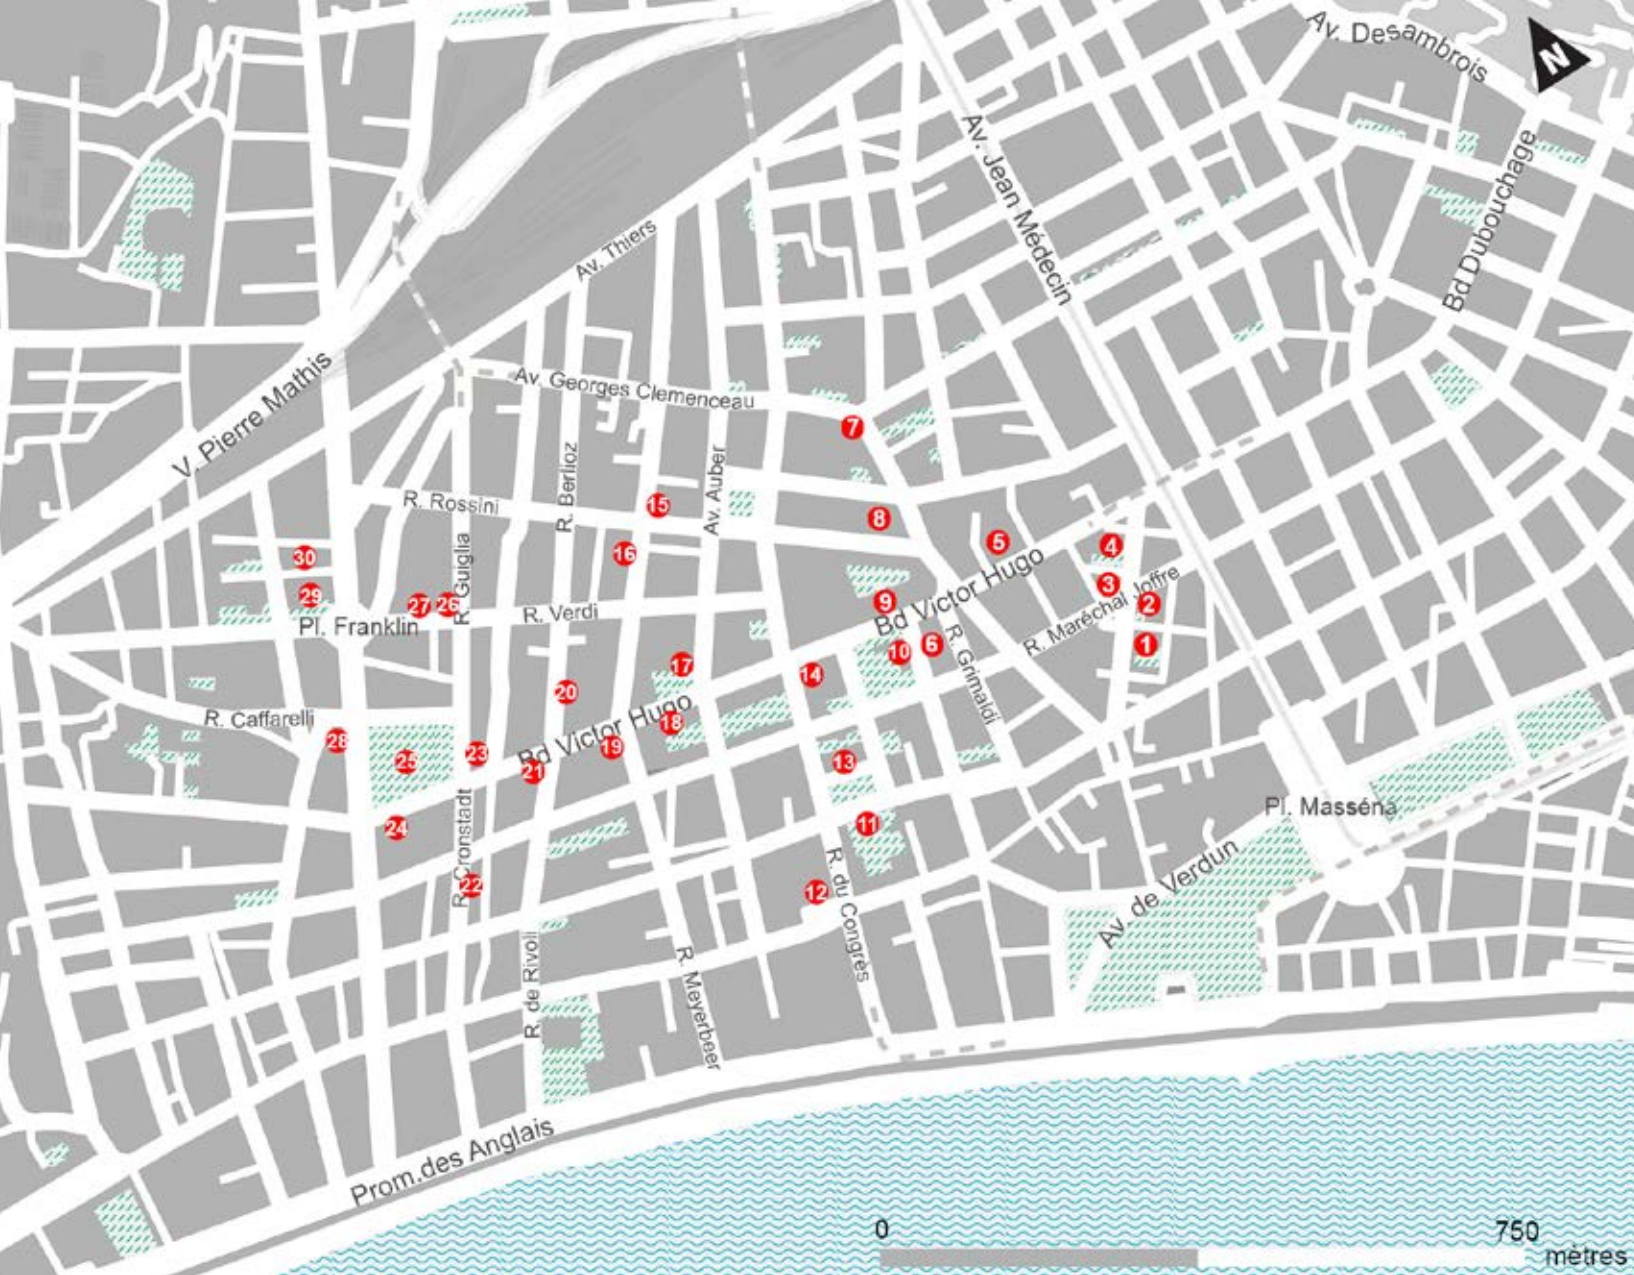 Av. Desambrois
N
Av. Jean Médecin
Bd Dubouchage
Av. Thiers
V. Pierre Mathis
Av. Georges Clemenceau
7
R. Berlioz
Av. Auber
R. Rossini
15
8
5
4
30
16
R. Guiglia
Bd Victor Hugo
3
R. Maréchal Joffre
29
27
26
R. Verdi
9
2
Pl. Franklin
10
6
R. Grimaldi
1
17
14
20
R. Caffarelli
Bd Victor Hugo
18
28
25
23
21
19
13
Pl. Masséna
24
R. Cronstadt
11
22
12
R. du Congrès
Av. de Verdun
R. de Rivoli
R. Meyerbeer
Prom.des Anglais
0
750
mètres